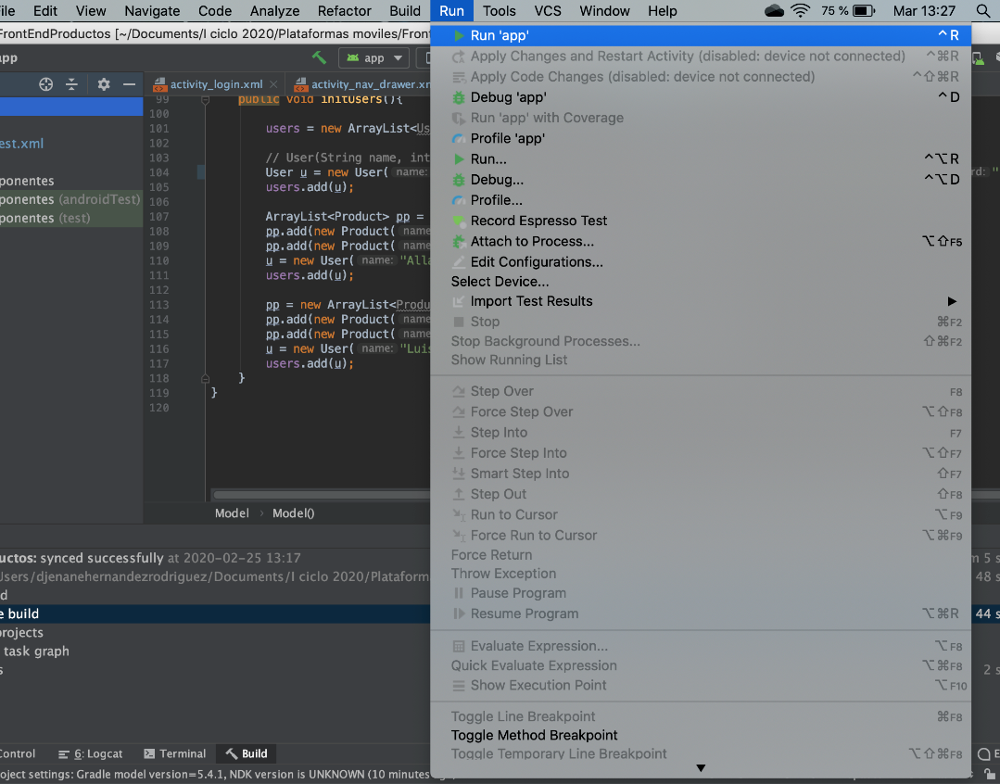 ile Edit View Navigate Code Analyze Refactor Build Run Tools VCS Window Help 75 % Mar 13:27
FrontEndProductos [~/Documents/I ciclo 2020/Plataformas moviles/Front
app app
activity_login.xml activity_nav_drawer.xm
99 public void initUsers(){
100
101 users = new ArrayList<Us
est.xml 102
103 // User(String name, int
104 User u = new User( name: rd: "
ponentes 105 users.add(u);
ponentes (androidTest) 106
ponentes (test) 107 ArrayList<Product> pp =
108 pp.add(new Product( name
109 pp.add(new Product( name
110 u = new User( name: "Alla
111 users.add(u);
112
113 pp = new ArrayList<Produ
114 pp.add(new Product( name
115 pp.add(new Product( name
116 u = new User( name: "Luis
117 users.add(u);
118 }
119 }
120
Model › Model()
uctos: synced successfully at 2020-02-25 13:17 m 5 s
Users/djenanehernandezrodriguez/Documents/I ciclo 2020/Plataforma 48 s
d
e build 44 s
projects
task graph
s 2 s
Control 6: Logcat Terminal Build E
oject settings: Gradle model version=5.4.1, NDK version is UNKNOWN (10 minutes
Run 'app' ⌃R
Apply Changes and Restart Activity (disabled: device not connected) ⌃⌘R
Apply Code Changes (disabled: device not connected) ⌃⇧⌘R
Debug 'app' ⌃D
Run 'app' with Coverage
Profile 'app'
Run... ⌃⌥R
Debug... ⌃⌥D
Profile...
Record Espresso Test
Attach to Process... ⌥⇧F5
Edit Configurations...
Select Device...
Import Test Results ▶
Stop ⌘F2
Stop Background Processes... ⇧⌘F2
Show Running List
Step Over F8
Force Step Over ⌥⇧F8
Step Into F7
Force Step Into ⌥⇧F7
Smart Step Into ⇧F7
Step Out ⇧F8
Run to Cursor ⌥F9
Force Run to Cursor ⌥⌘F9
Force Return
Throw Exception
Pause Program
Resume Program ⌥⌘R
Evaluate Expression... ⌥F8
Quick Evaluate Expression ⌥⌘F8
Show Execution Point ⌥F10
Toggle Line Breakpoint ⌘F8
Toggle Method Breakpoint
Toggle Temporary Line Breakpoint ⌥⇧⌘F8
▼